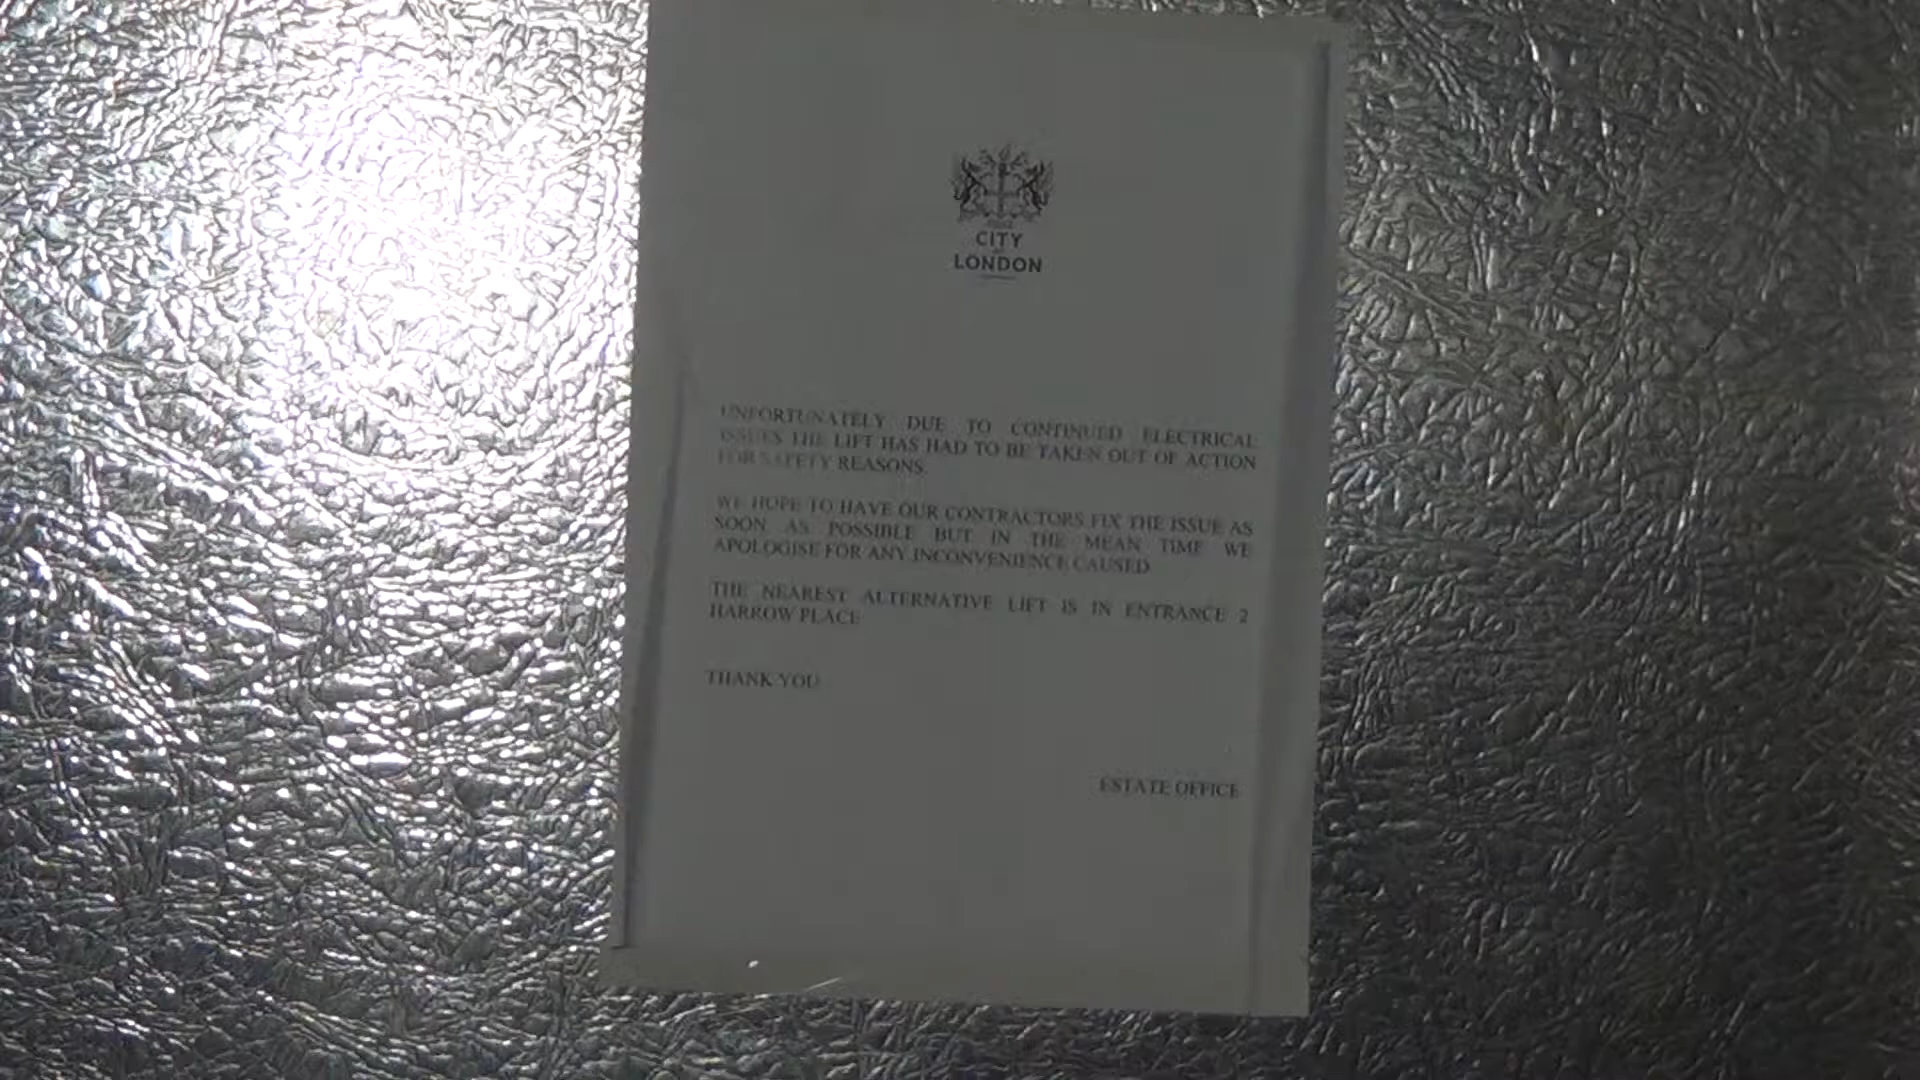 CITY
LONDON
UNFORTUNATELY DUE TO CONTINUED ELECTRICAL
ISSUES THE LIFT HAS HAD TO BE TAKEN OUT OF ACTION
FOR SAFETY REASONS.
WE HOPE TO HAVE OUR CONTRACTORS FIX THE ISSUE AS
SOON AS POSSIBLE BUT IN THE MEAN TIME WE
APOLOGISE FOR ANY INCONVENIENCE CAUSED
THE NEAREST ALTERNATIVE LIFT IS IN ENTRANCE 2
HARROW PLACE
THANK YOU
ESTATE OFFICE